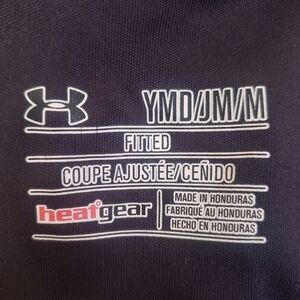 YMD/JM/M
FITTED
COUPE AJUSTÉE/CEÑIDO
heatgear
MADE IN HONDURAS
FABRIQUÉ AU HONDURAS
HECHO EN HONDURAS